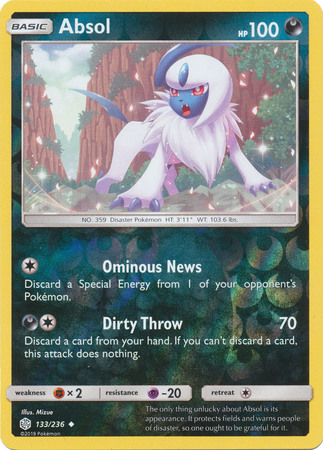 BASIC Absol HP 100
NO. 359 Disaster Pokémon HT: 3'11" WT: 103.6 lbs.
Ominous News
Discard a Special Energy from 1 of your opponent's
Pokémon.
Dirty Throw 70
Discard a card from your hand. If you can't discard a card,
this attack does nothing.
weakness × 2 resistance -20 retreat
Illus. Mizue
133/236
©2019 Pokémon
The only thing unlucky about Absol is its
appearance. It protects fields and warns people
of disaster, so one ought to be grateful for it.